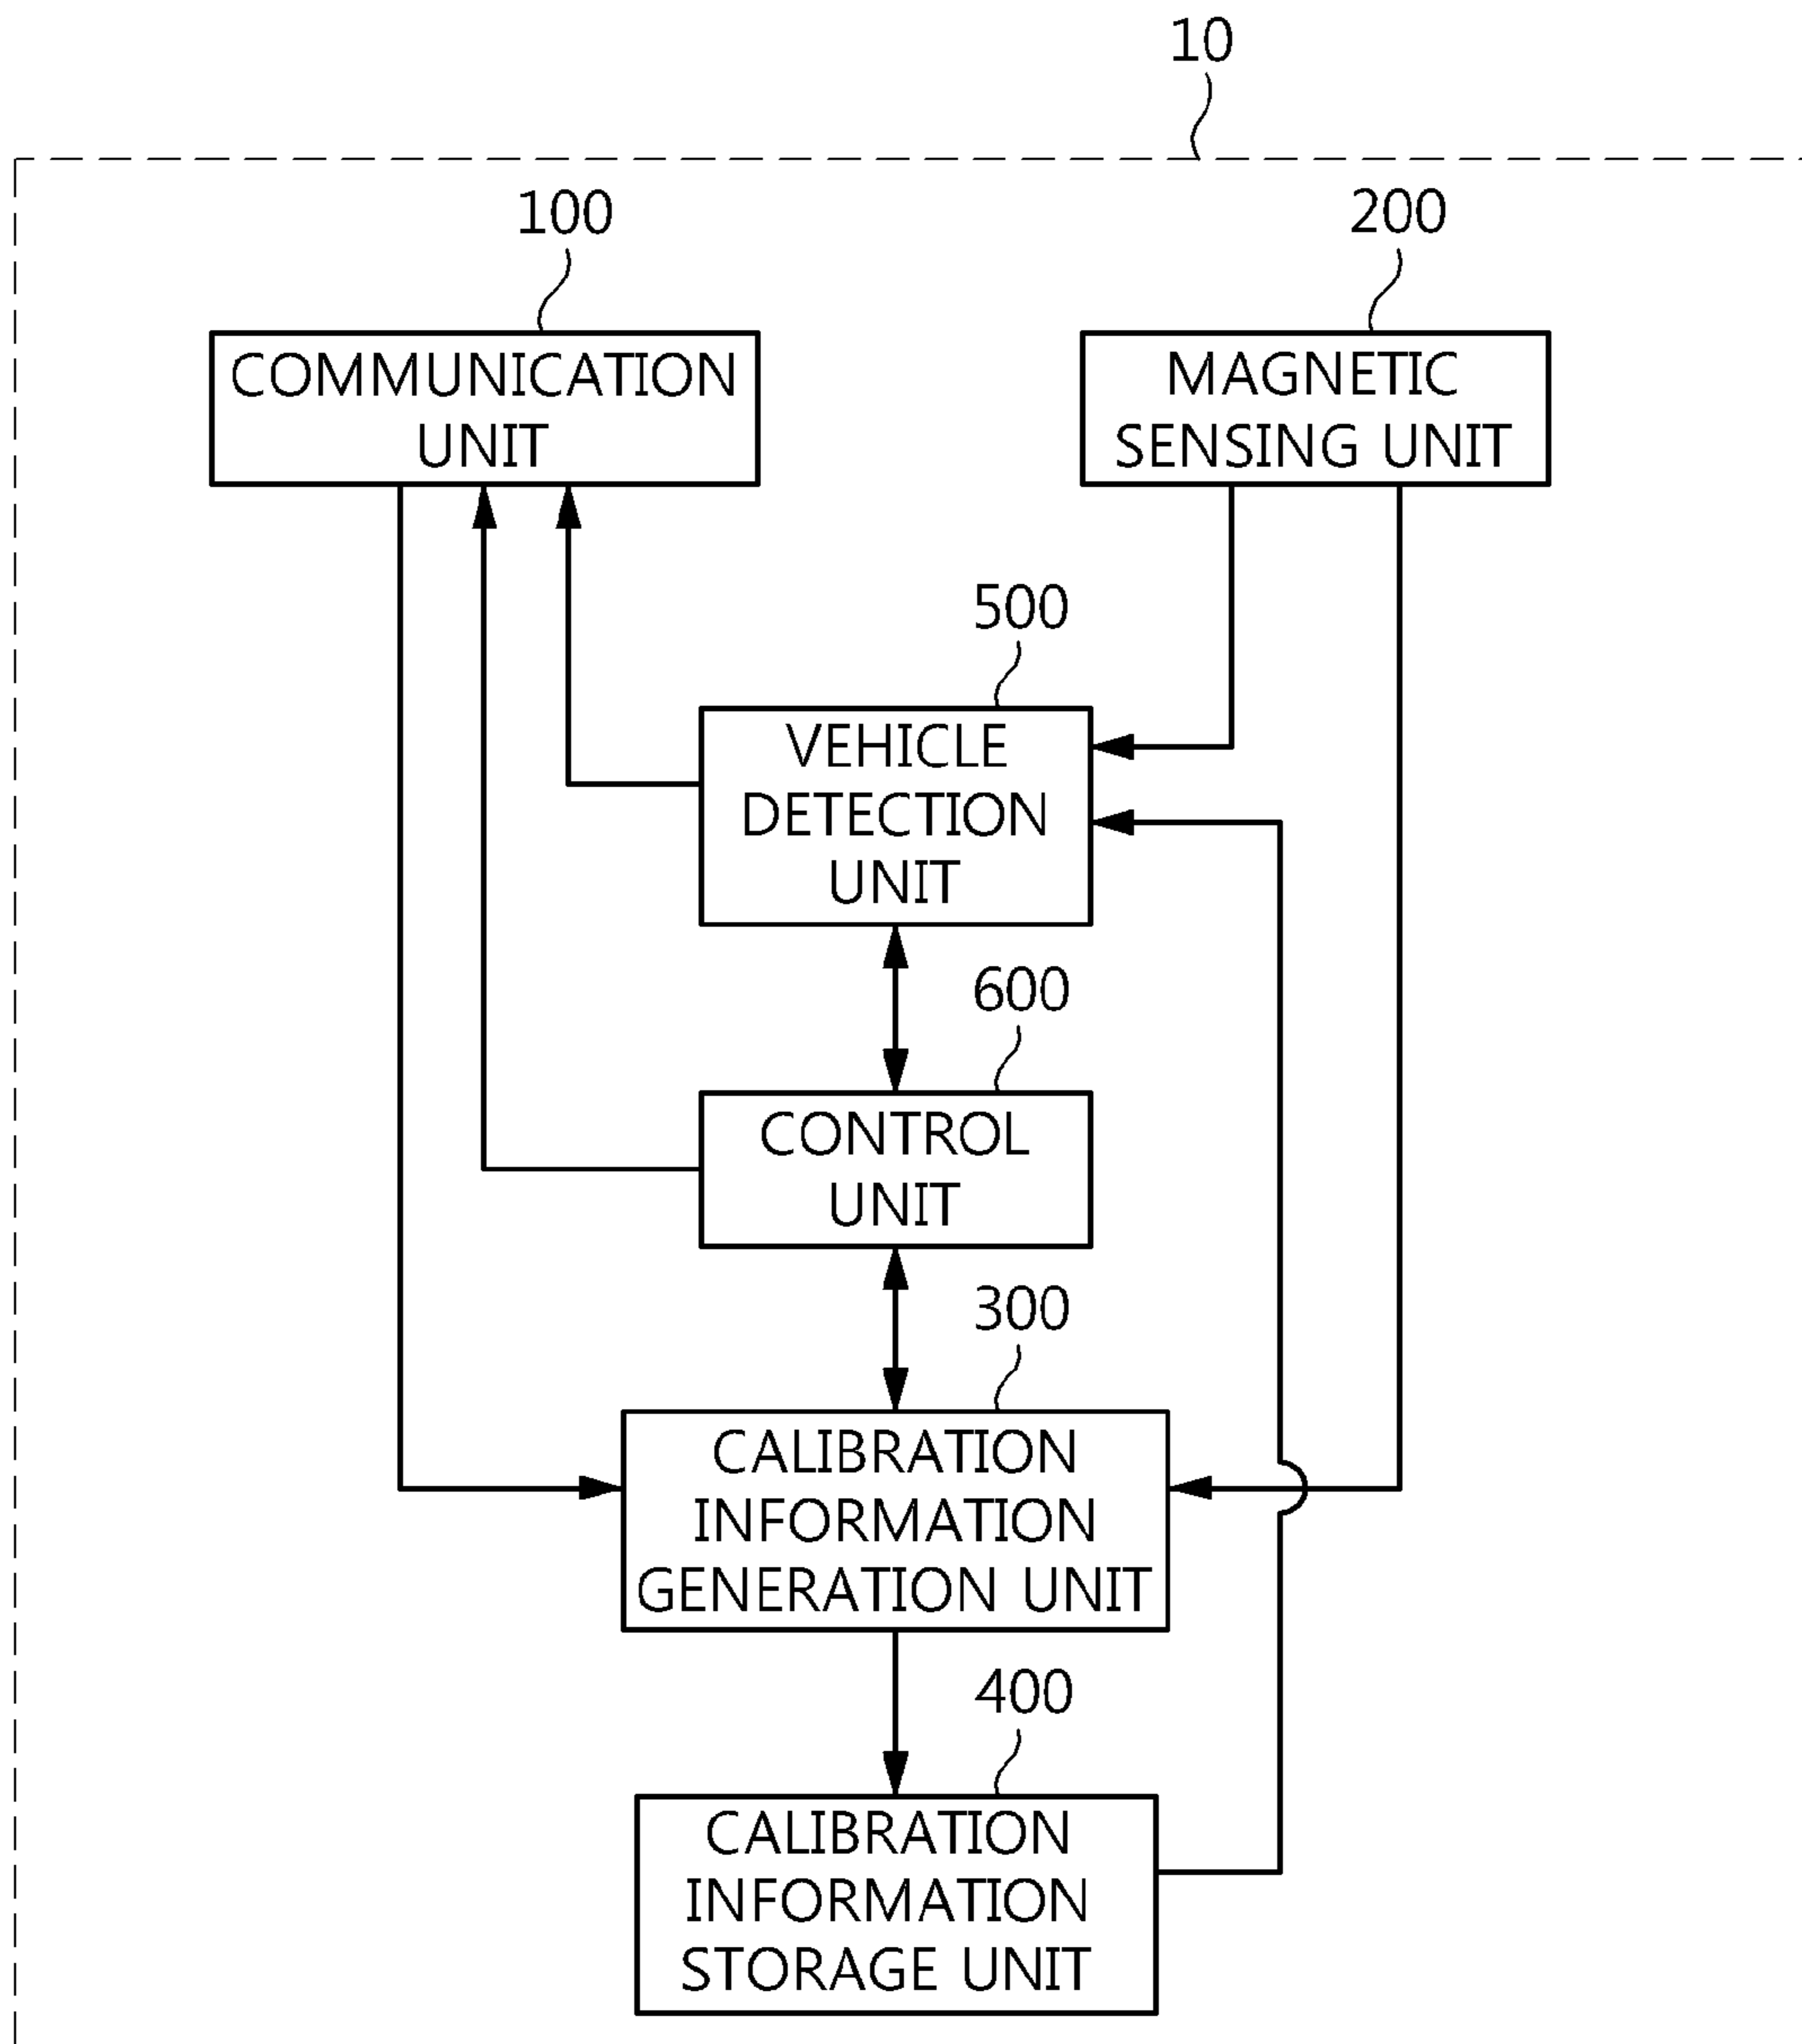 10
100
200
COMMUNICATION
UNIT
MAGNETIC
SENSING UNIT
500
VEHICLE
DETECTION
UNIT
600
CONTROL
UNIT
300
CALIBRATION
INFORMATION
GENERATION UNIT
400
CALIBRATION
INFORMATION
STORAGE UNIT